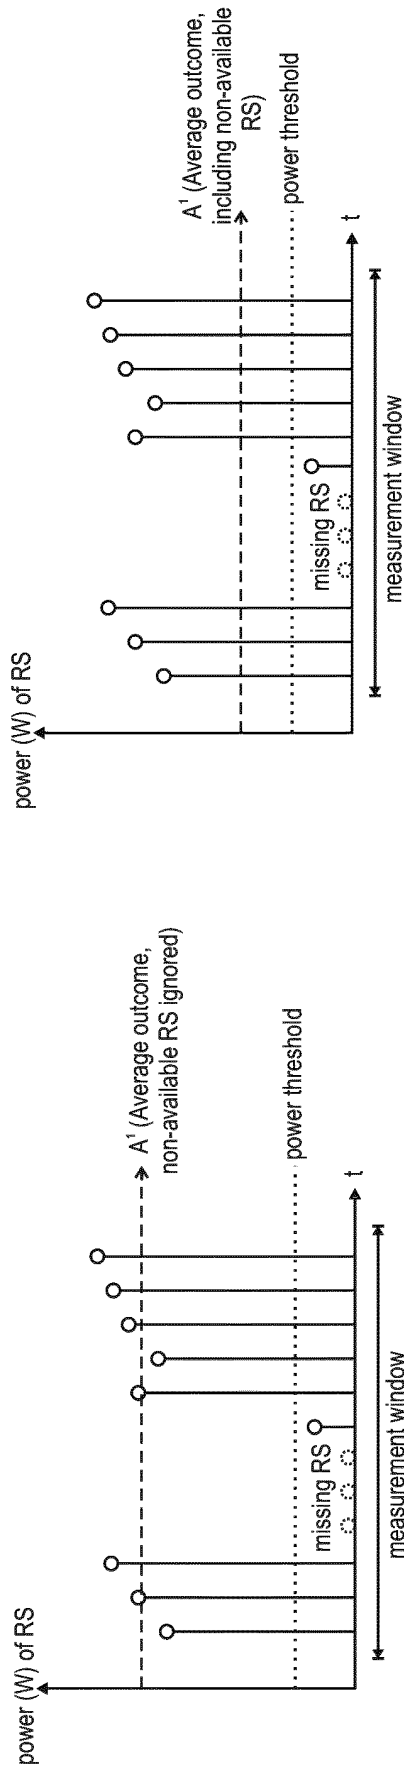 power (W) of RS
A¹ (Average outcome,
non-available RS ignored)
power threshold
missing RS
t
measurement window
power (W) of RS
A¹ (Average outcome,
including non-available
RS)
power threshold
missing RS
t
measurement window